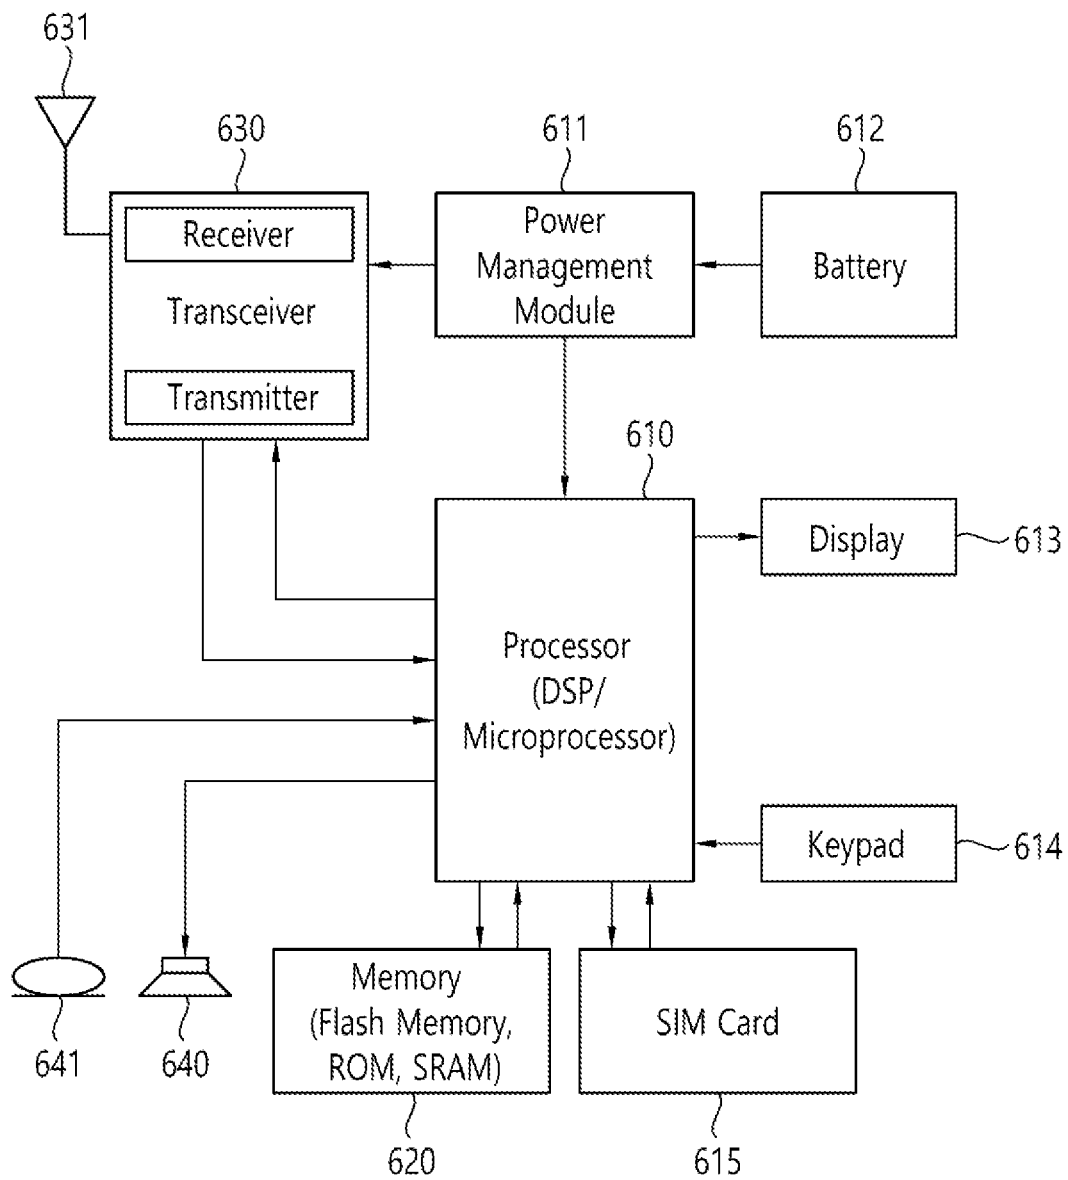 631
630
611
612
Receiver
Transceiver
Transmitter
Power
Management
Module
Battery
610
Display
613
Processor
(DSP/
Microprocessor)
Keypad
614
641
640
Memory
(Flash Memory,
ROM, SRAM)
SIM Card
620
615